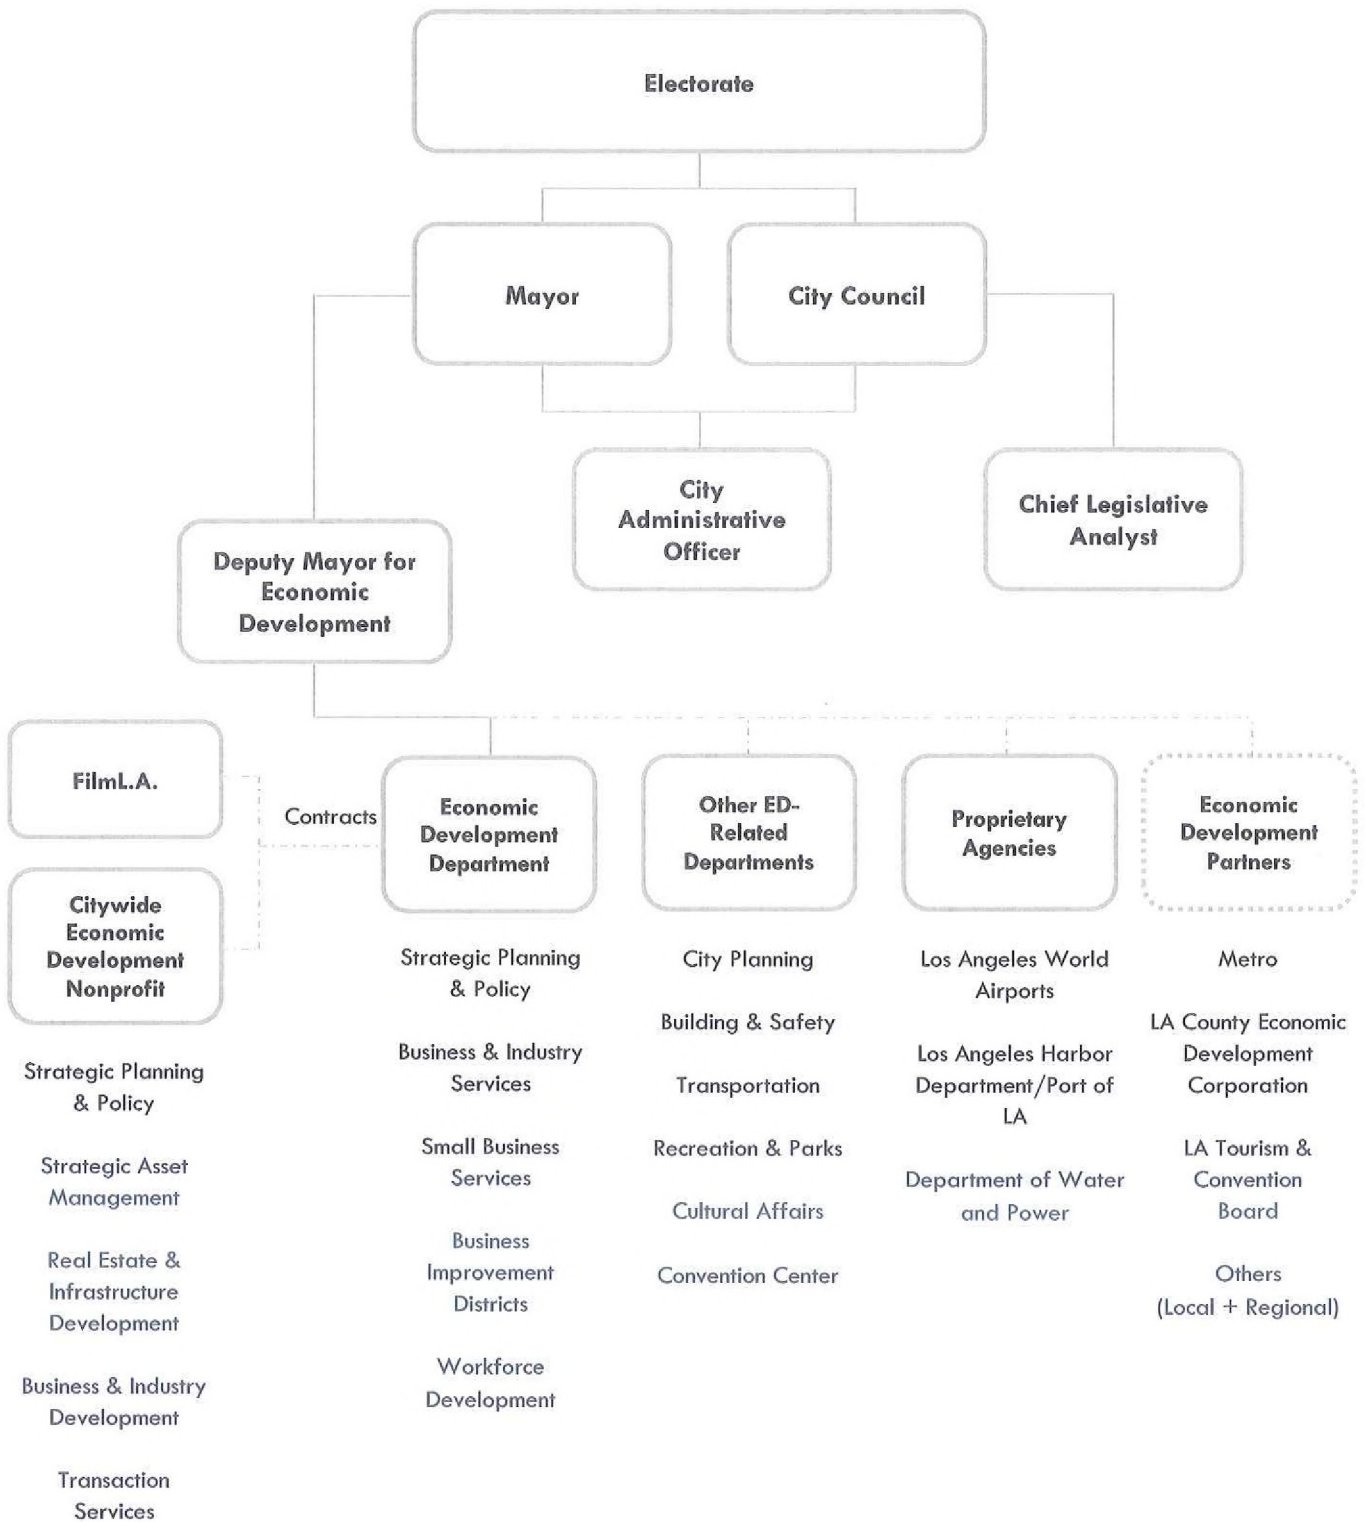 Electorate
Mayor
City Council
City
Administrative
Officer
Chief Legislative
Analyst
Deputy Mayor for
Economic
Development
FilmL.A.
Contracts
Citywide
Economic
Development
Nonprofit
Strategic Planning
& Policy
Strategic Asset
Management
Real Estate &
Infrastructure
Development
Business & Industry
Development
Transaction
Services
Economic
Development
Department
Strategic Planning
& Policy
Business & Industry
Services
Small Business
Services
Business
Improvement
Districts
Workforce
Development
Other ED-
Related
Departments
City Planning
Building & Safety
Transportation
Recreation & Parks
Cultural Affairs
Convention Center
Proprietary
Agencies
Los Angeles World
Airports
Los Angeles Harbor
Department/Port of
LA
Department of Water
and Power
Economic
Development
Partners
Metro
LA County Economic
Development
Corporation
LA Tourism &
Convention
Board
Others
(Local + Regional)